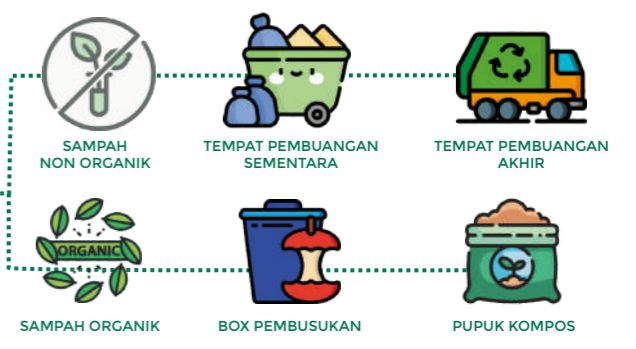 SAMPAH
NON ORGANIK
TEMPAT PEMBUANGAN
SEMENTARA
TEMPAT PEMBUANGAN
AKHIR
ORGANIC
SAMPAH ORGANIK
BOX PEMBUSUKAN
PUPUK KOMPOS